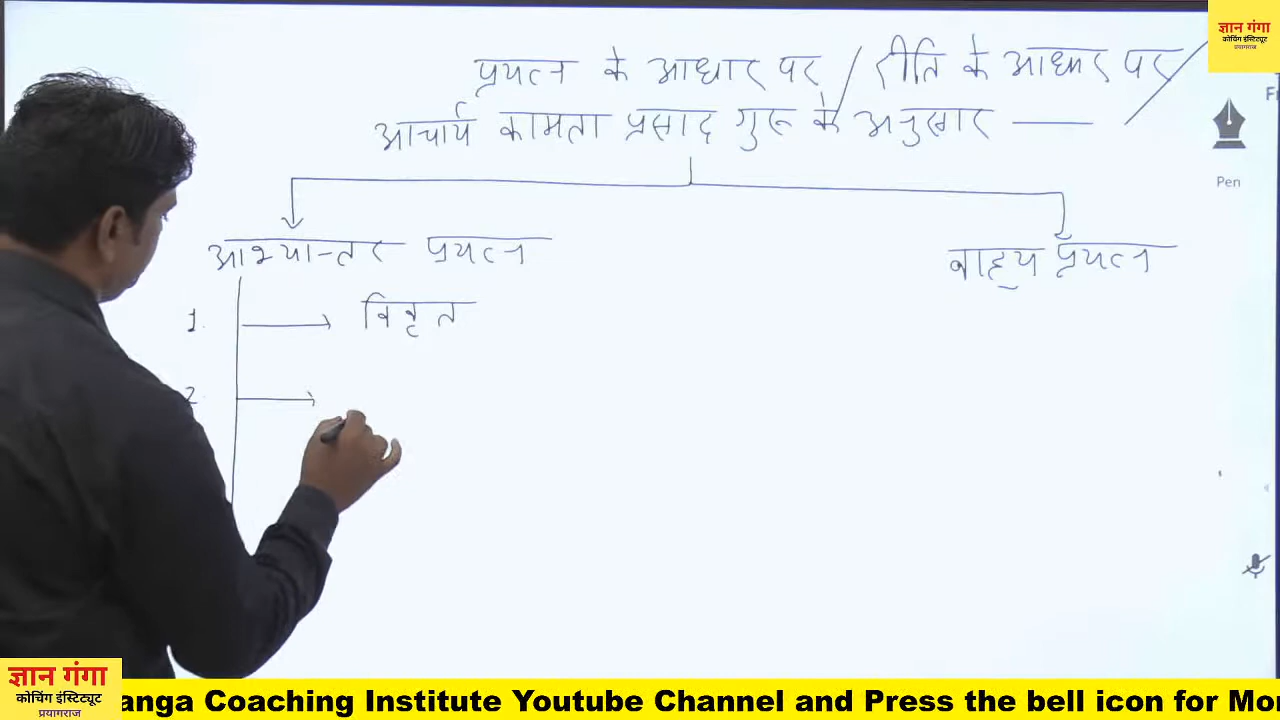 ज्ञान गंगा
कोचिंग इंस्टिट्यूट
प्रयागराज
प्रयत्न के आधार पर / रीति के आधार पर /
आचार्य कामता प्रसाद गुरू के अनुसार —
Pen
आभ्यान्तर प्रयत्न
बाह्य प्रयत्न
1. विवृत
2
ज्ञान गंगा
कोचिंग इंस्टिट्यूट
प्रयागराज
anga Coaching Institute Youtube Channel and Press the bell icon for Mo